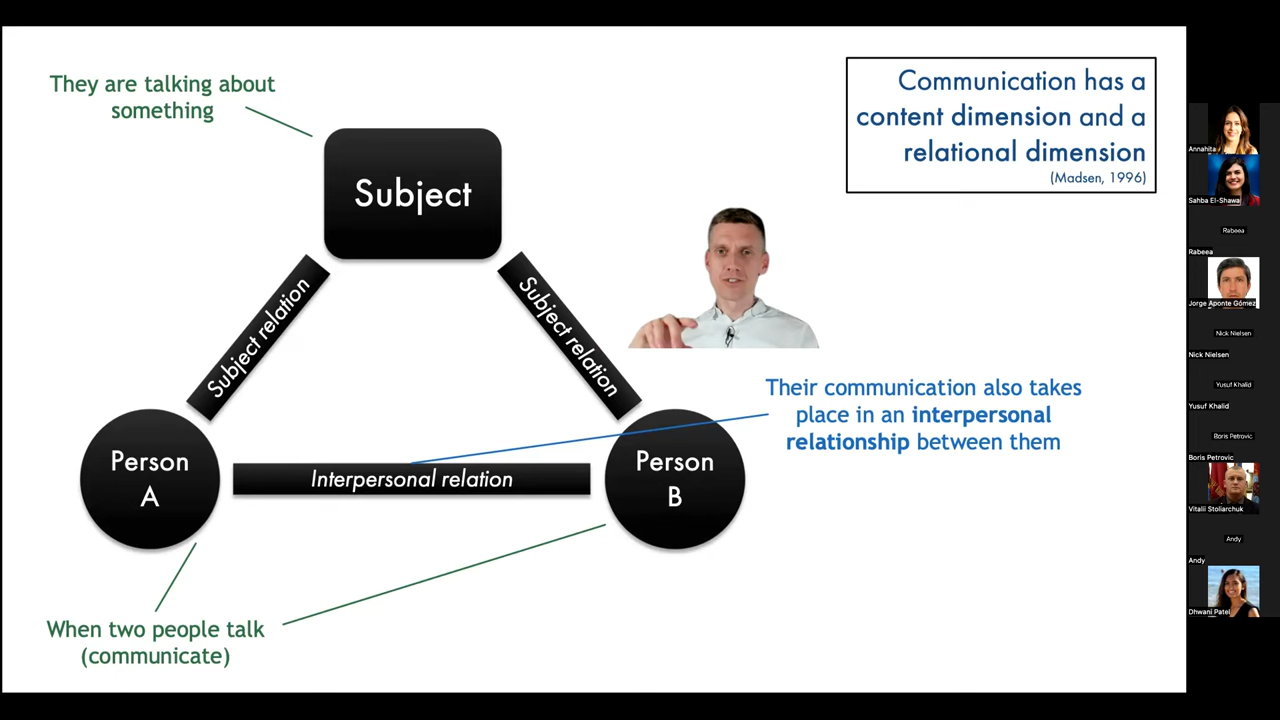 They are talking about
something
Communication has a
content dimension and a
relational dimension
(Madsen, 1996)
Subject
Subject relation
Subject relation
Their communication also takes
place in an interpersonal
relationship between them
Person
A
Interpersonal relation
Person
B
When two people talk
(communicate)
Annahita
Sahba El-Shawa
Rabeea
Rabeea
Jorge Aponte Gómez
Nick Nielsen
Nick Nielsen
Yusuf Khalid
Yusuf Khalid
Boris Petrovic
Boris Petrovic
Vitalii Stoliarchuk
Andy
Andy
Dhwani Patel